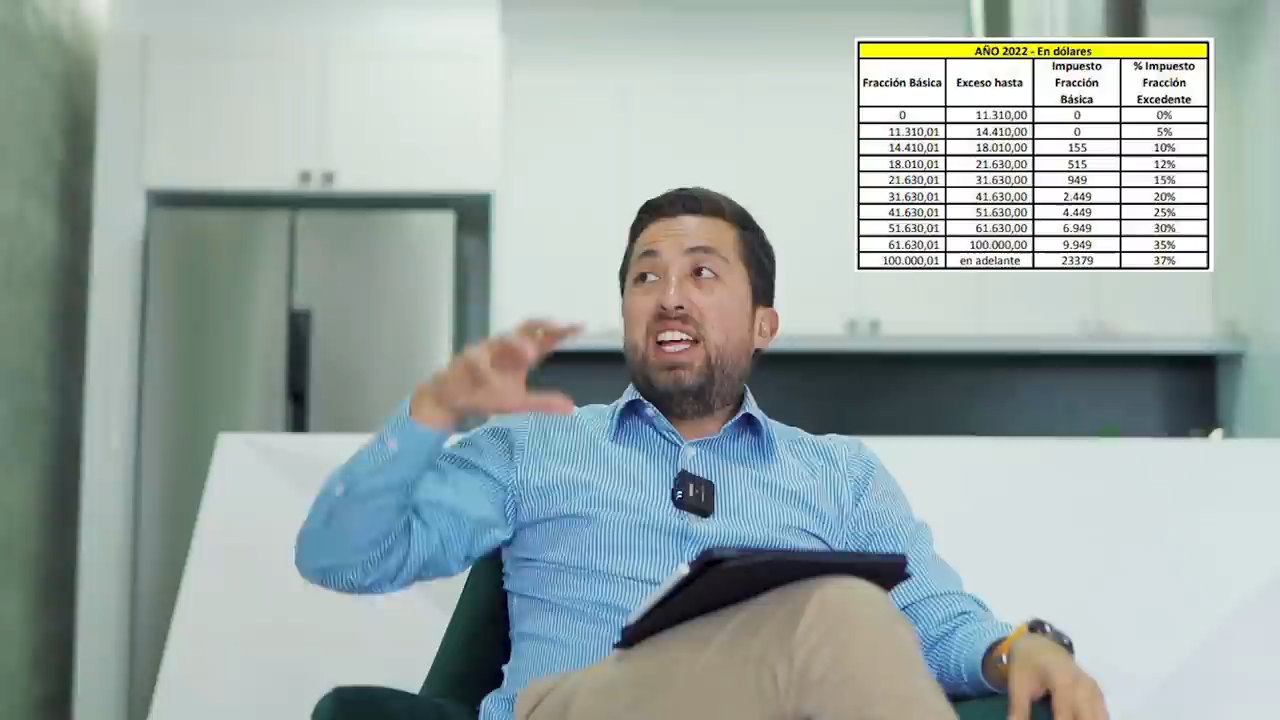 AÑO 2022 - En dólares
Fracción Básica Exceso hasta Impuesto Fracción Básica % Impuesto Fracción Excedente
0 11.310,00 0 0%
11.310,01 14.410,00 0 5%
14.410,01 18.010,00 155 10%
18.010,01 21.630,00 515 12%
21.630,01 31.630,00 949 15%
31.630,01 41.630,00 2.449 20%
41.630,01 51.630,00 4.449 25%
51.630,01 61.630,00 6.949 30%
61.630,01 100.000,00 9.949 35%
100.000,01 en adelante 23379 37%